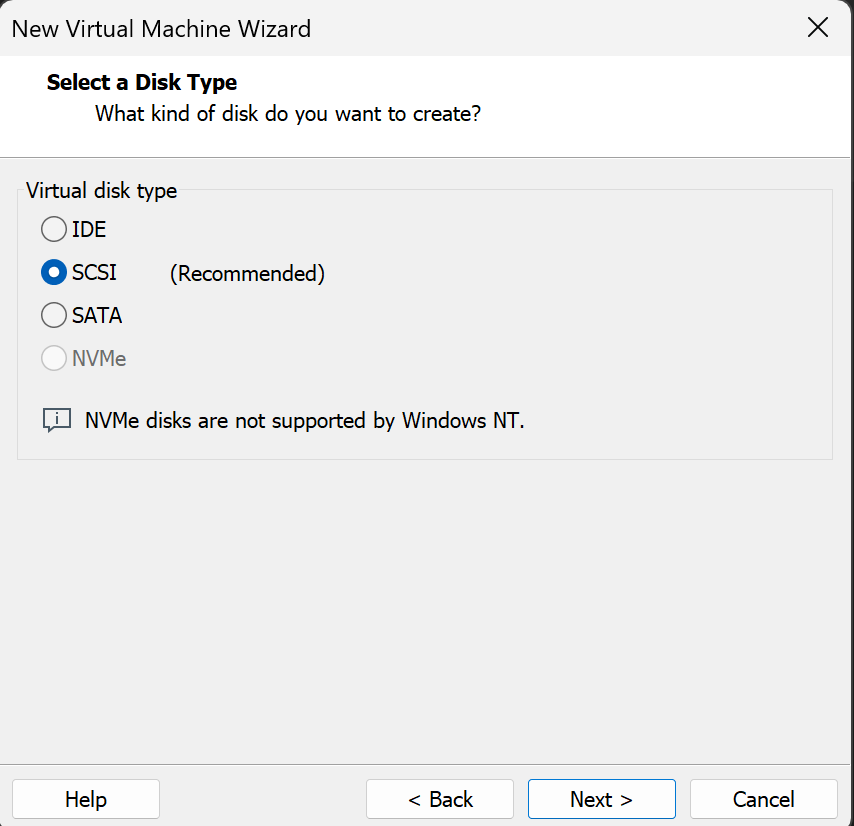 New Virtual Machine Wizard
Select a Disk Type
What kind of disk do you want to create?
Virtual disk type
IDE
SCSI (Recommended)
SATA
NVMe
NVMe disks are not supported by Windows NT.
Help < Back Next > Cancel